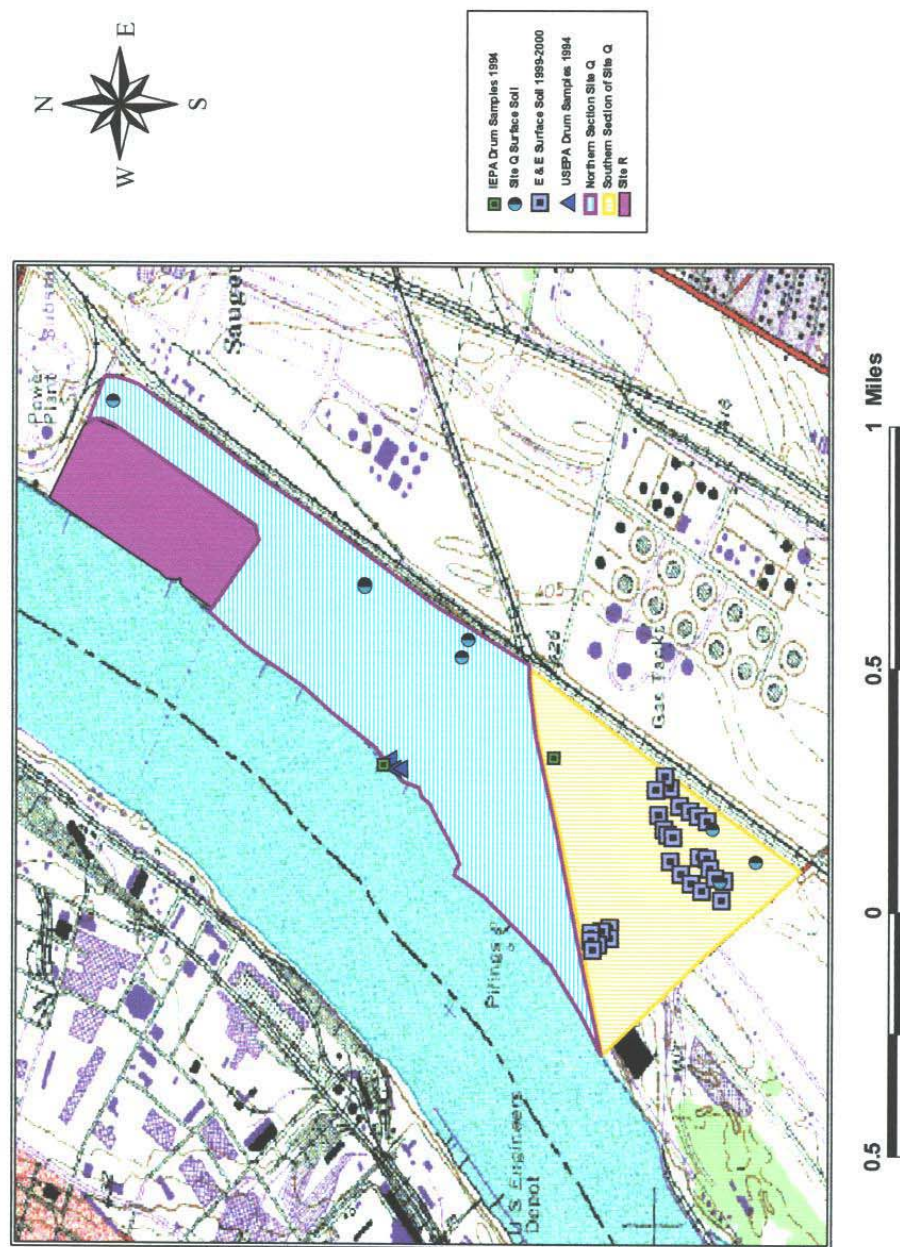 N
W
E
S
IEPA Drum Samples 1994
Site Q Surface Soil
E & E Surface Soil 1999-2000
USEPA Drum Samples 1994
Northern Section Site Q
Southern Section of Site Q
Site R
Plant
Gas Tanks
Pilings
U S Engineers
Depot
0.5
0
0.5
1 Miles